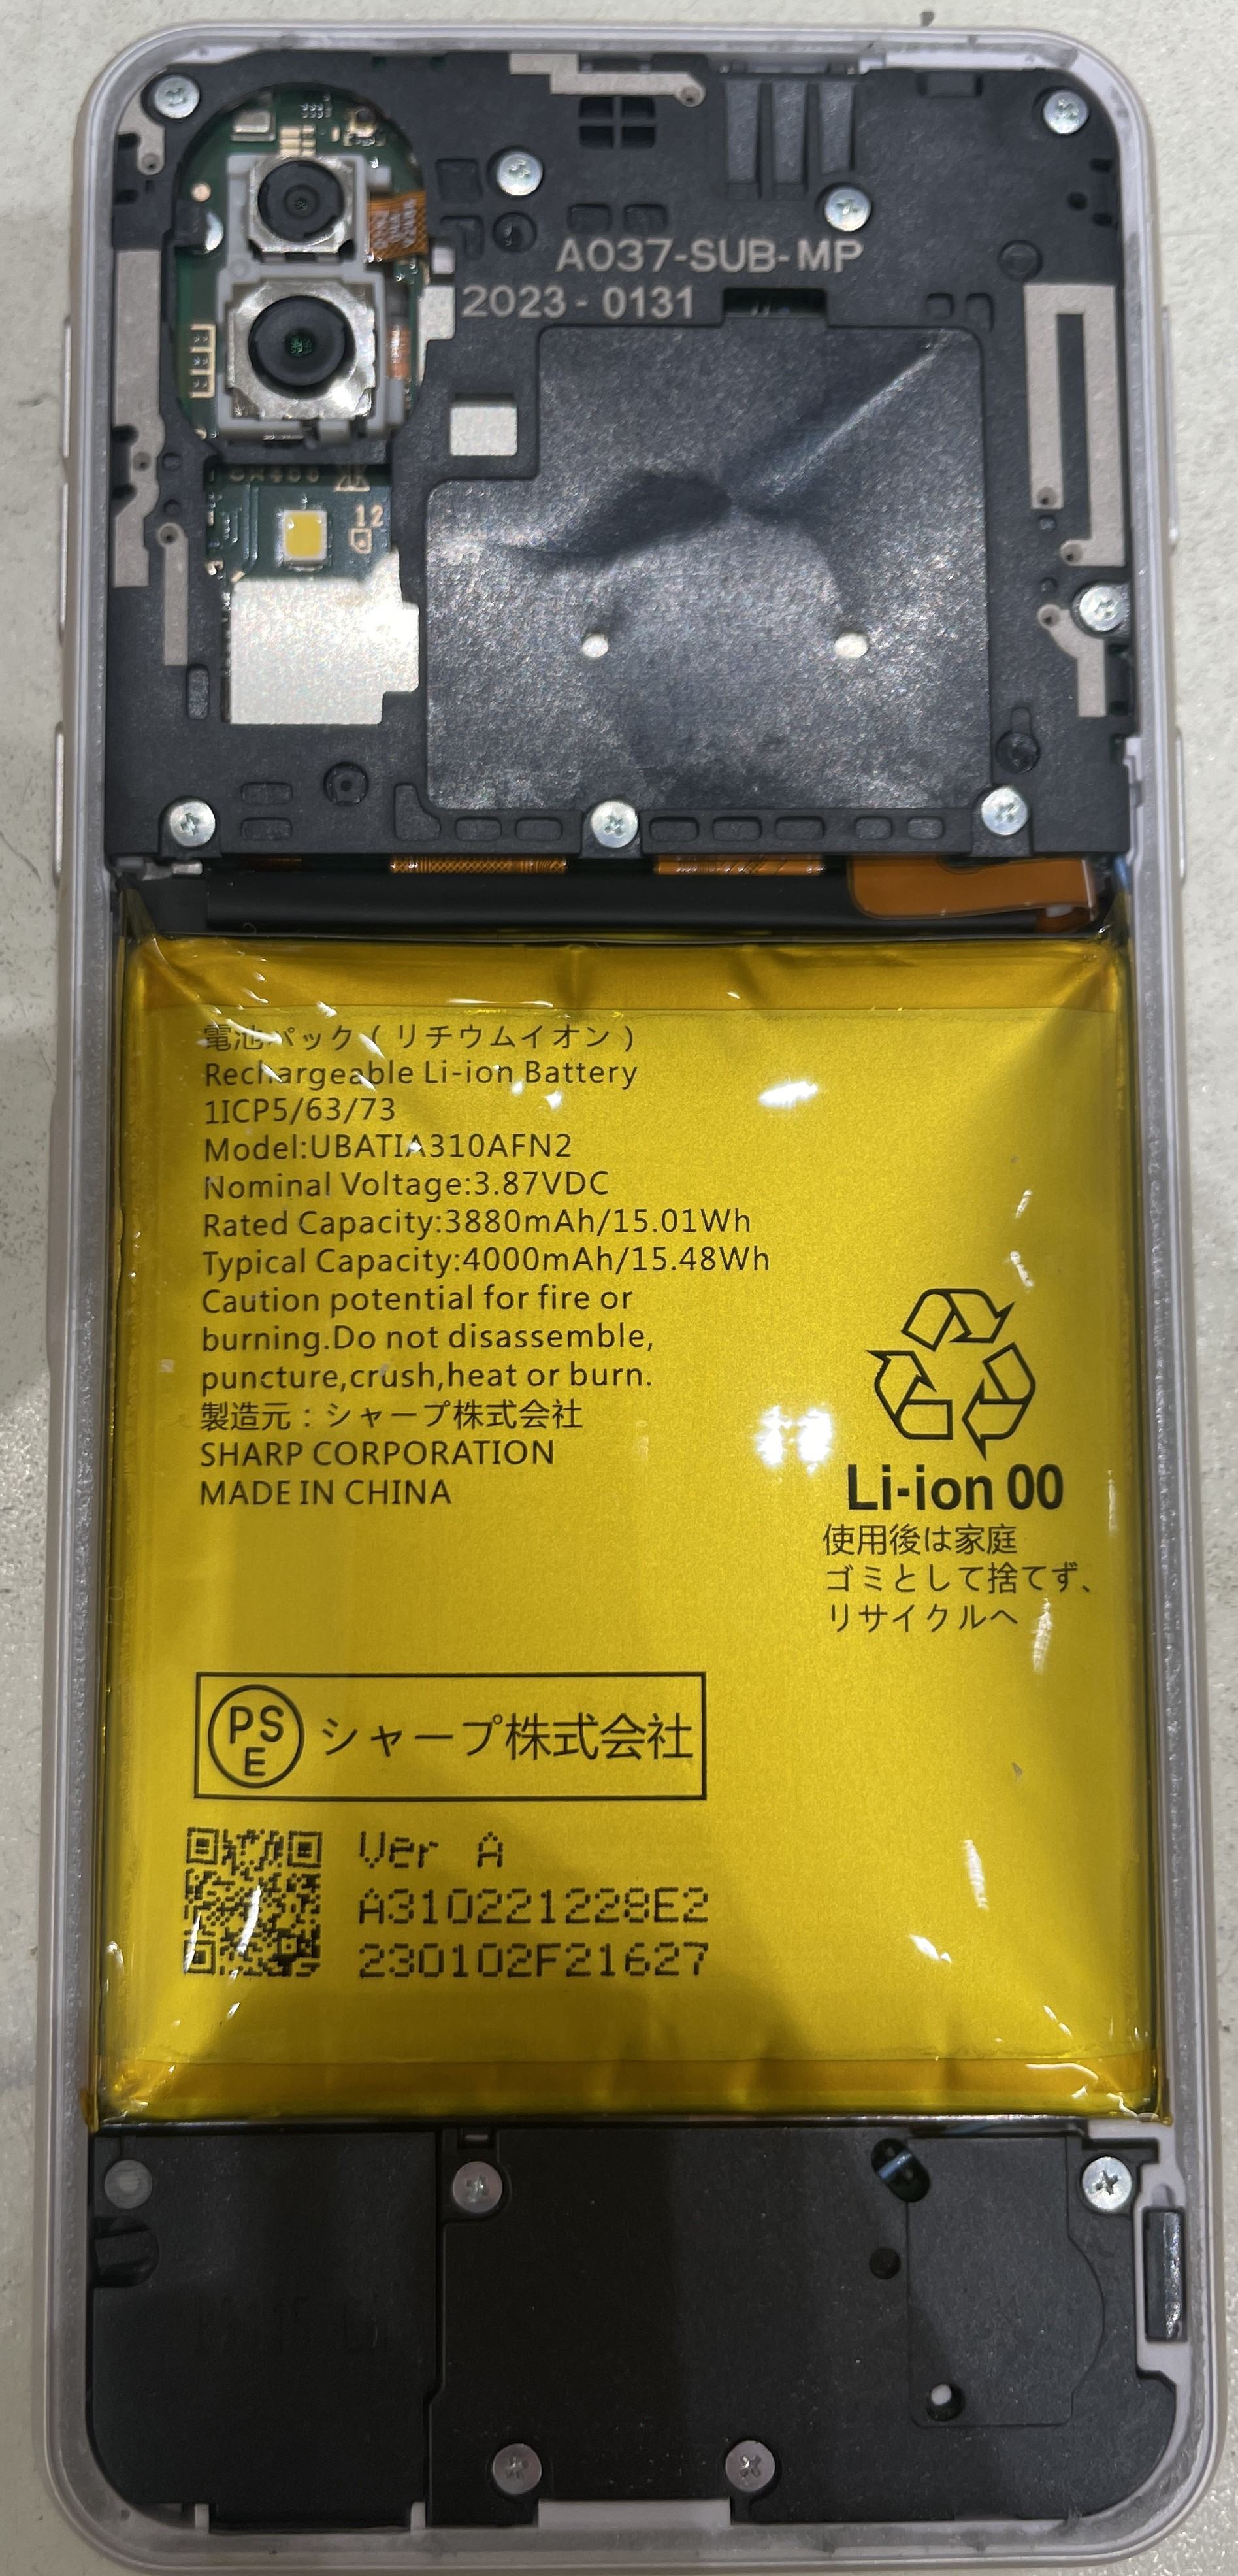 A037-SUB-MP
2023-0131
12
電池パック(リチウムイオン)
Rechargeable Li-ion Battery
1ICP5/63/73
Model:UBATIA310AFN2
Nominal Voltage:3.87VDC
Rated Capacity:3880mAh/15.01Wh
Typical Capacity:4000mAh/15.48Wh
Caution potential for fire or
burning.Do not disassemble,
puncture,crush,heat or burn.
製造元：シャープ株式会社
SHARP CORPORATION
MADE IN CHINA
Li-ion 00
使用後は家庭
ゴミとして捨てず、
リサイクルへ
PSE シャープ株式会社
Ver A
A310221228E2
230102F21627